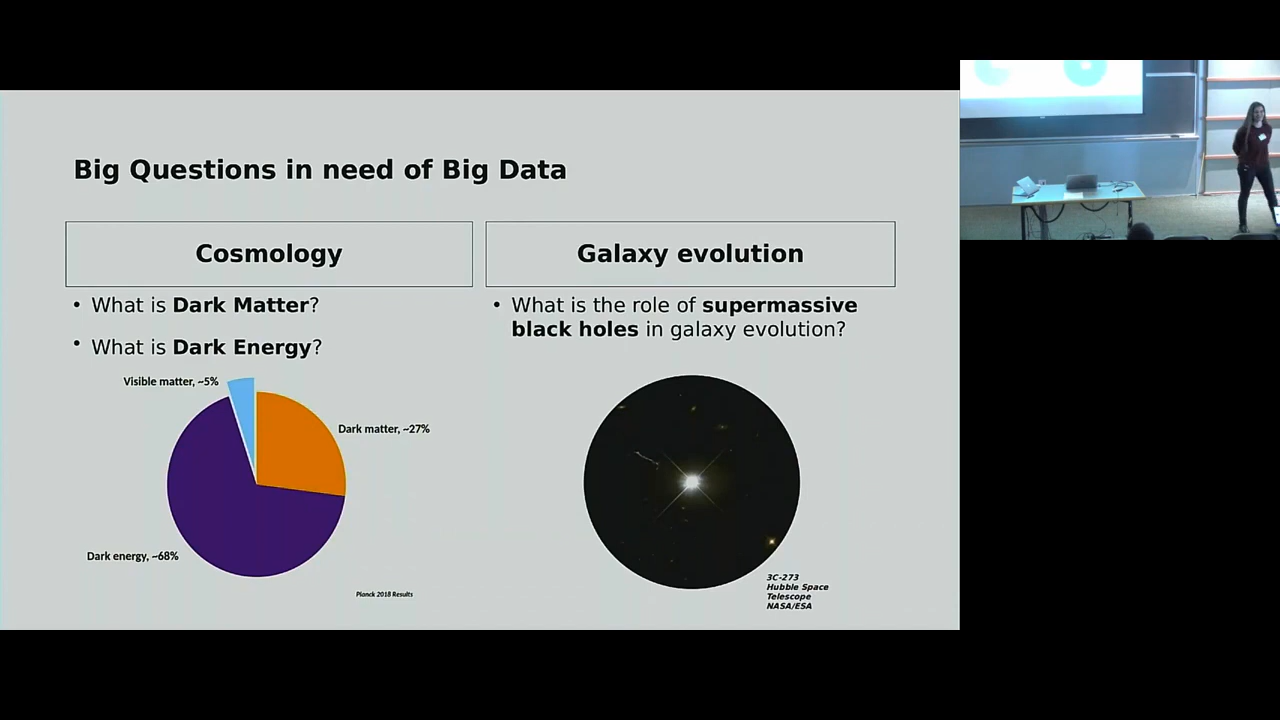 Big Questions in need of Big Data
Cosmology
• What is Dark Matter?
• What is Dark Energy?
Visible matter, ~5%
Dark matter, ~27%
Dark energy, ~68%
Planck 2018 Results
Galaxy evolution
• What is the role of supermassive
black holes in galaxy evolution?
3C-273
Hubble Space
Telescope
NASA/ESA